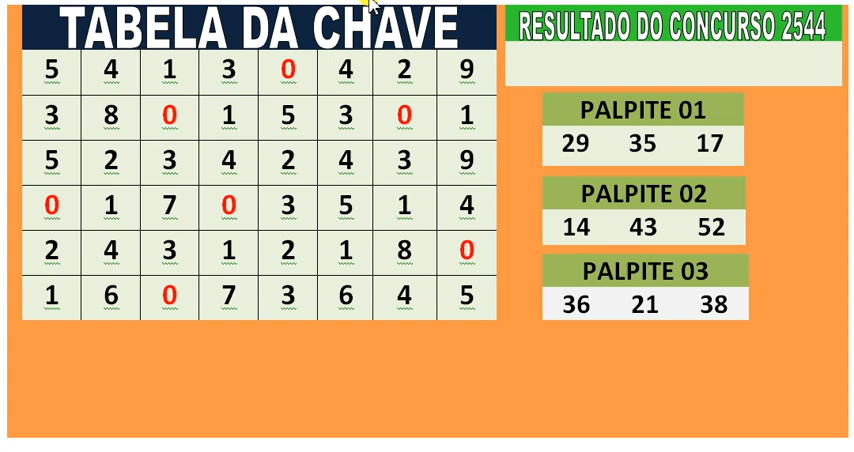 TABELA DA CHAVE
5 4 1 3 0 4 2 9
3 8 0 1 5 3 0 1
5 2 3 4 2 4 3 9
0 1 7 0 3 5 1 4
2 4 3 1 2 1 8 0
1 6 0 7 3 6 4 5
RESULTADO DO CONCURSO 2544
PALPITE 01
29 35 17
PALPITE 02
14 43 52
PALPITE 03
36 21 38